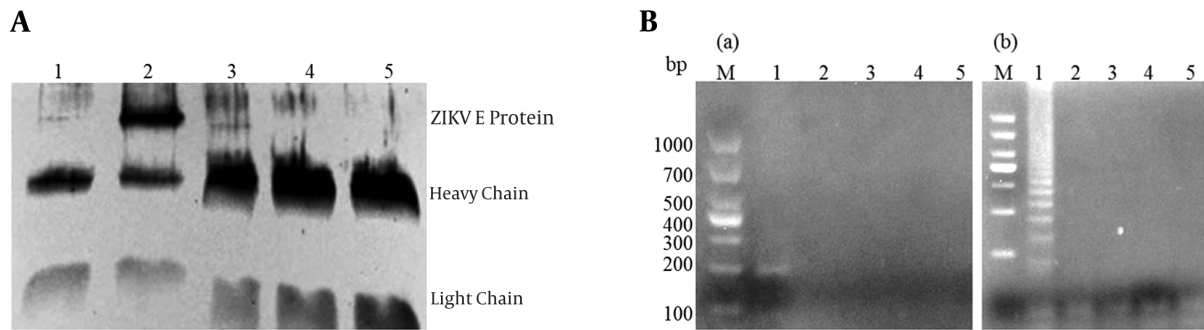 A
1 2 3 4 5
ZIKV E Protein
Heavy Chain
Light Chain
B
(a) (b)
bp
M 1 2 3 4 5 M 1 2 3 4 5
1000
700
500
400
300
200
100